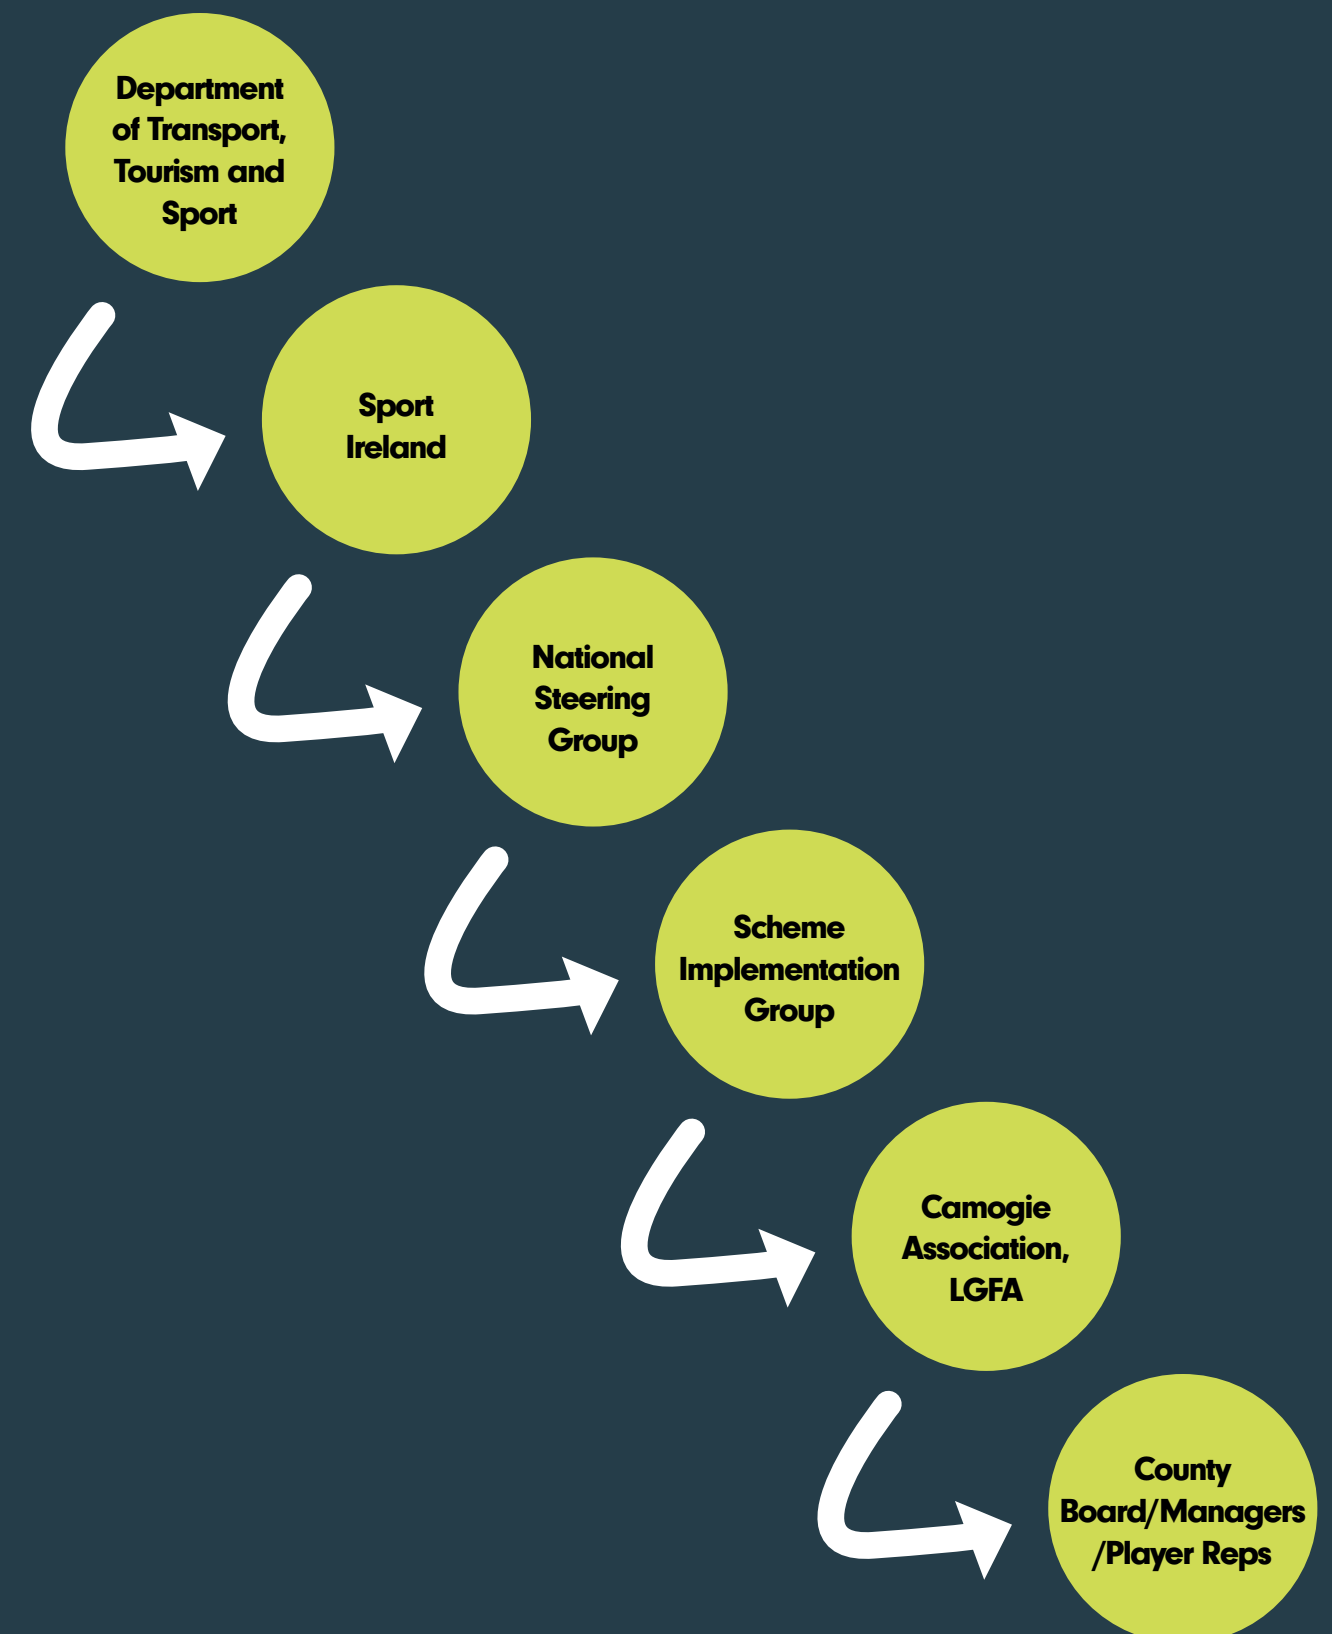 Department
of Transport,
Tourism and
Sport
Sport
Ireland
National
Steering
Group
Scheme
Implementation
Group
Camogie
Association,
LGFA
County
Board/Managers
/Player Reps